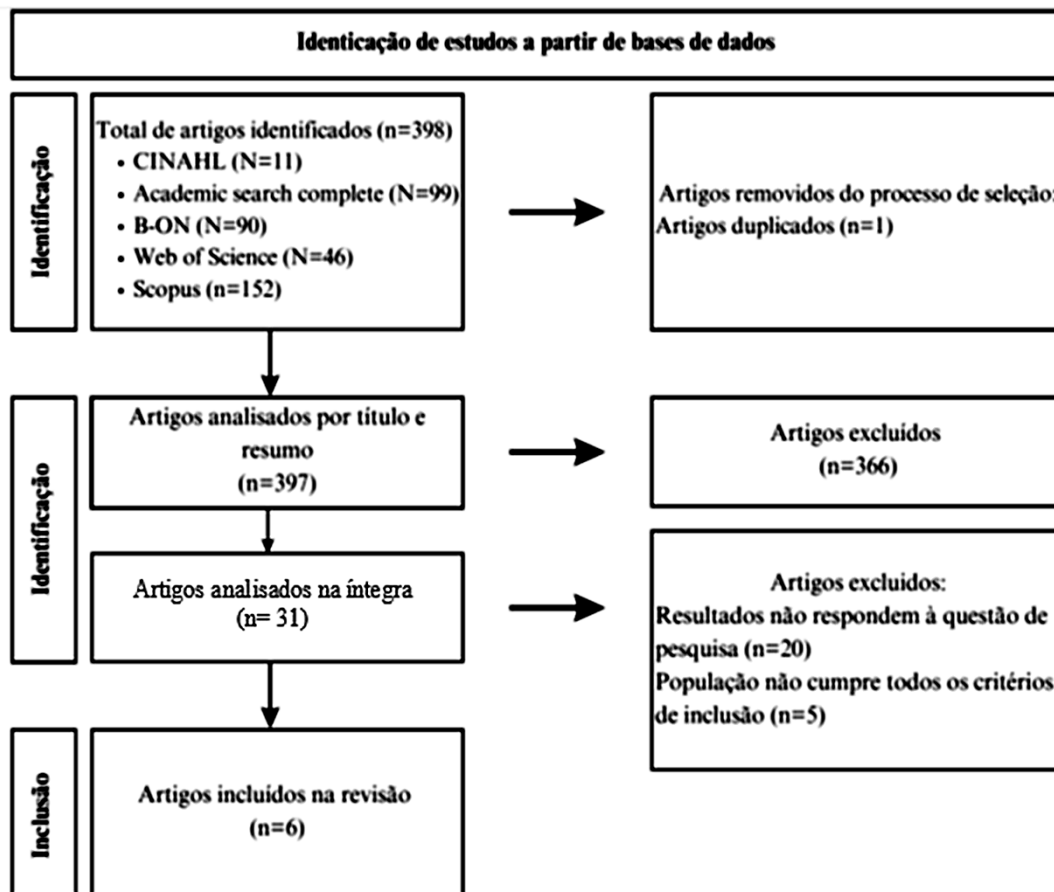 Identicação de estudos a partir de bases de dados
Identificação
Total de artigos identificados (n=398)
• CINAHL (N=11)
• Academic search complete (N=99)
• B-ON (N=90)
• Web of Science (N=46)
• Scopus (n=152)
Artigos removidos do processo de seleção:
Artigos duplicados (n=1)
Identificação
Artigos analisados por título e
resumo
(n=397)
Artigos excluídos
(n=366)
Artigos analisados na íntegra
(n= 31)
Artigos excluídos:
Resultados não respondem à questão de
pesquisa (n=20)
População não cumpre todos os critérios
de inclusão (n=5)
Inclusão
Artigos incluídos na revisão
(n=6)